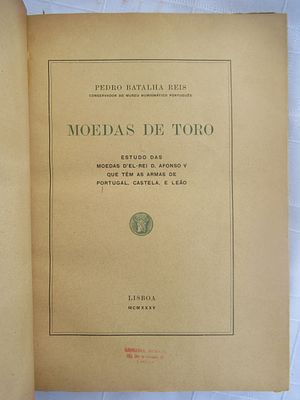 PEDRO BATALHA REIS
CONSERVADOR DO MUSEU NUMISMÁTICO PORTUGUÊS
MOEDAS DE TORO
ESTUDO DAS
MOEDAS D'EL-REI D. AFONSO V
QUE TÊM AS ARMAS DE
PORTUGAL, CASTELA, E LEÃO
LISBOA
MCMXXXV